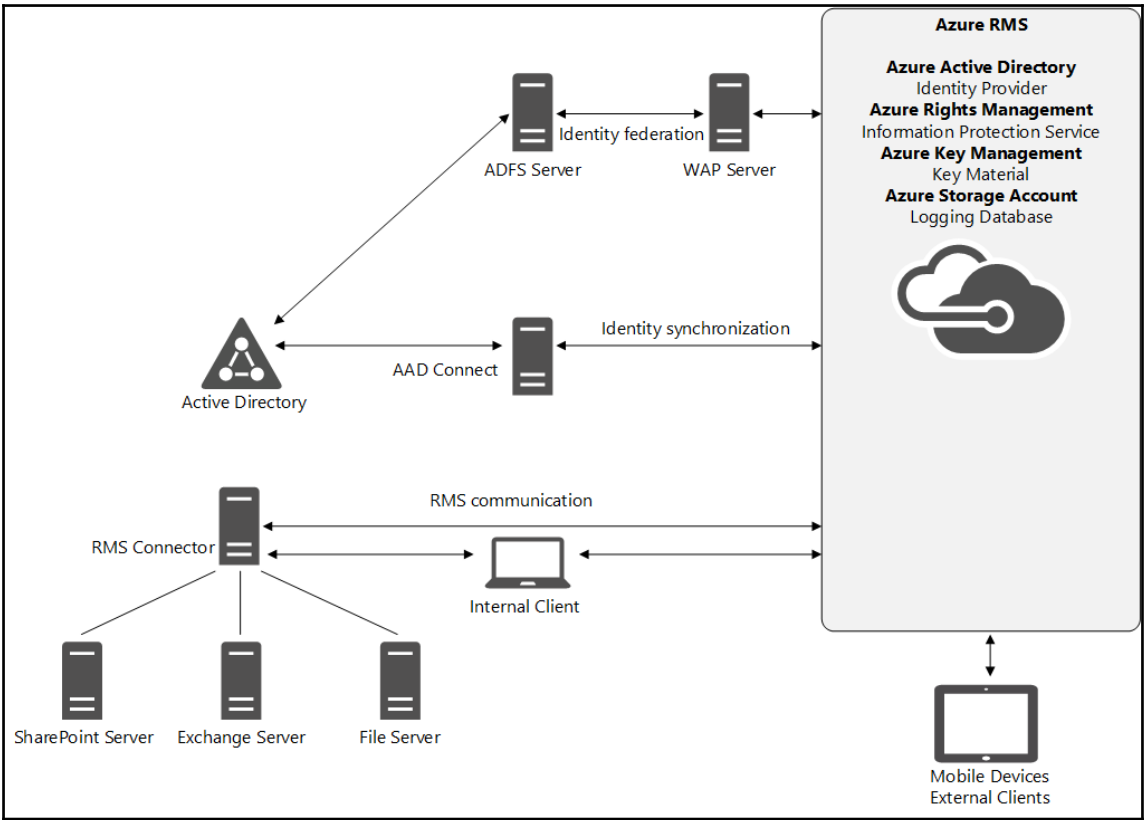 Azure RMS
Azure Active Directory
Identity Provider
Azure Rights Management
Information Protection Service
Azure Key Management
Key Material
Azure Storage Account
Logging Database
Identity federation
ADFS Server
WAP Server
Identity synchronization
AAD Connect
Active Directory
RMS communication
RMS Connector
Internal Client
SharePoint Server
Exchange Server
File Server
Mobile Devices
External Clients